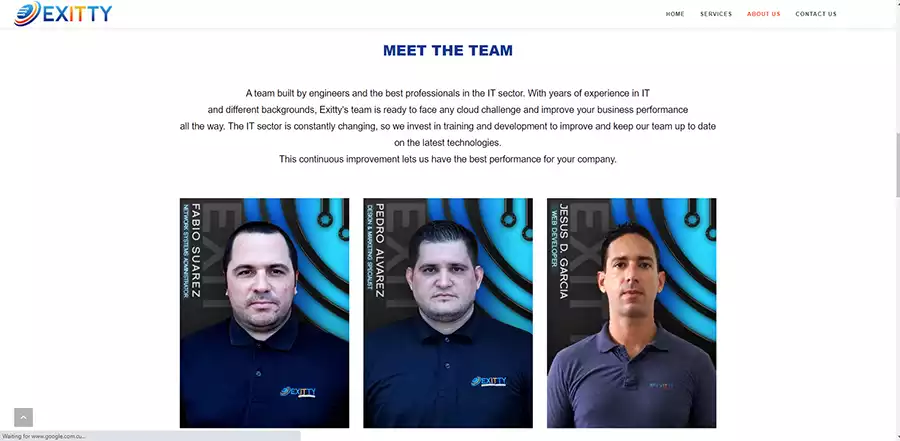 EXITTY
HOME SERVICES ABOUT US CONTACT US
MEET THE TEAM
A team built by engineers and the best professionals in the IT sector. With years of experience in IT
and different backgrounds, Exitty's team is ready to face any cloud challenge and improve your business performance
all the way. The IT sector is constantly changing, so we invest in training and development to improve and keep our team up to date
on the latest technologies.
This continuous improvement lets us have the best performance for your company.
FABIO SUAREZ
NETWORK SYSTEMS ADMINISTRATOR
EXITTY
PEDRO ALVAREZ
DESIGN & MARKETING SPECIALIST
EXITTY
JESUS D. GARCIA
WEB DEVELOPER
Waiting for www.google.com.cu...